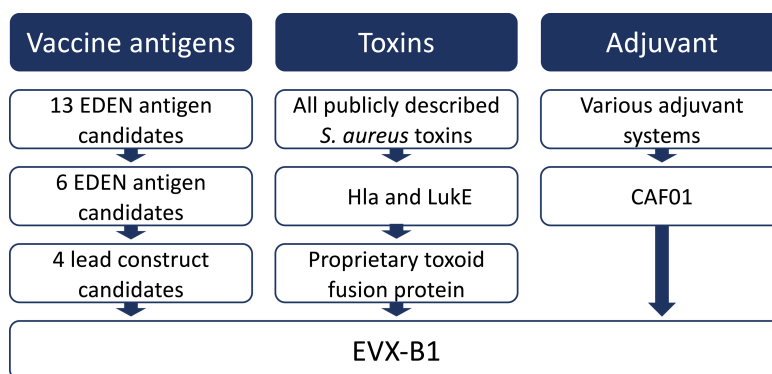 Vaccine antigens
Toxins
Adjuvant
13 EDEN antigen
candidates
All publicly described
S. aureus toxins
Various adjuvant
systems
6 EDEN antigen
candidates
Hla and LukE
CAF01
4 lead construct
candidates
Proprietary toxoid
fusion protein
EVX-B1